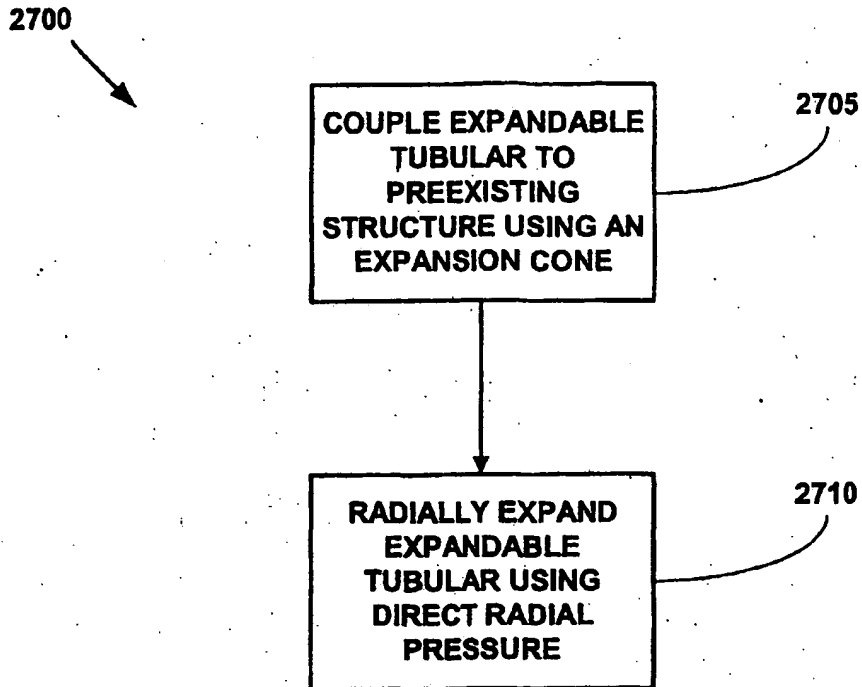 2700
COUPLE EXPANDABLE
TUBULAR TO
PREEXISTING
STRUCTURE USING AN
EXPANSION CONE
2705
RADIALLY EXPAND
EXPANDABLE
TUBULAR USING
DIRECT RADIAL
PRESSURE
2710